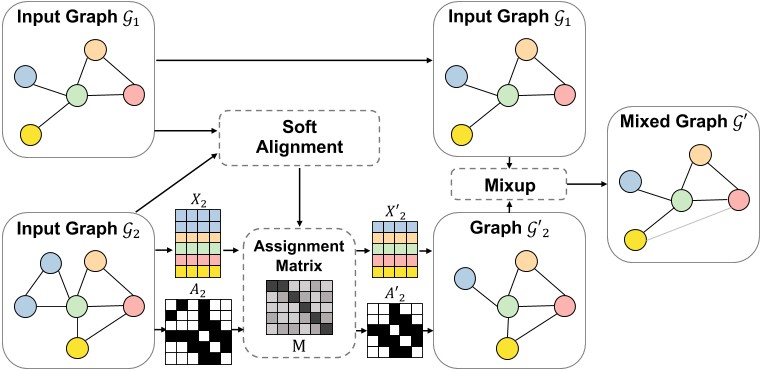 Input Graph 𝒢₁
Input Graph 𝒢₁
Soft
Alignment
Mixed Graph 𝒢′
Mixup
Input Graph 𝒢₂
X₂
Assignment
Matrix
M
X′₂
Graph 𝒢′₂
A₂
A′₂